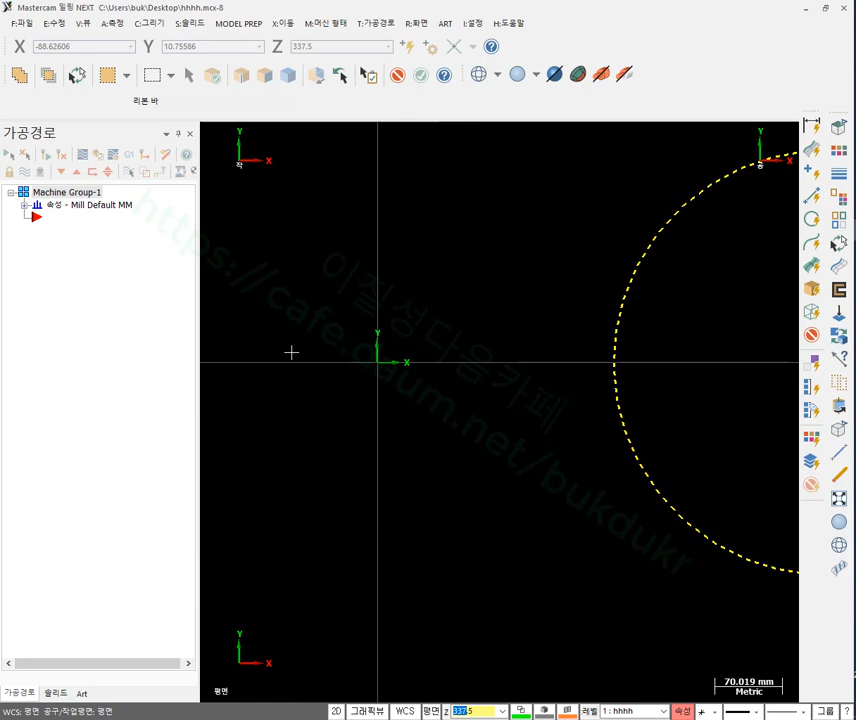 Mastercam 밀링 NEXT  C:\Users\buk\Desktop\hhhh.mcx-8
F:파일 E:수정 V:뷰 A:측정 C:그리기 S:솔리드 MODEL PREP X:이동 M:머신 형태 T:가공경로 R:화면 ART I:설정 H:도움말
X -88.62606 Y 10.75586 Z 337.5
리본 바
가공경로
G1
Machine Group-1
속성 - Mill Default MM
Y
X
Y
X
Y
X
Y
X
https://cafe.daum.net/bukdukr
이칠성다음카페
평면
70.019 mm
Metric
가공경로 솔리드 Art
WCS: 평면 공구/작업평면: 평면 2D 그래픽뷰 WCS 평면 Z 337.5 레벨 1 : hhhh 속성 그룹 ?